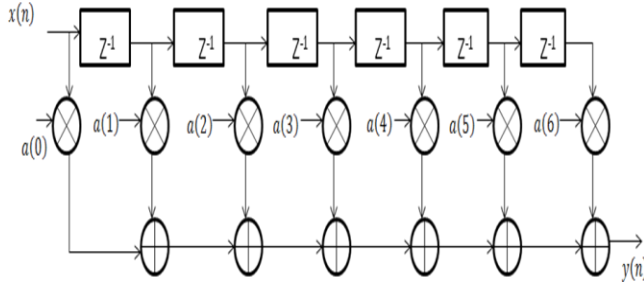 x(n)
Z⁻¹ Z⁻¹ Z⁻¹ Z⁻¹ Z⁻¹ Z⁻¹
a(0) a(1) a(2) a(3) a(4) a(5) a(6)
y(n)